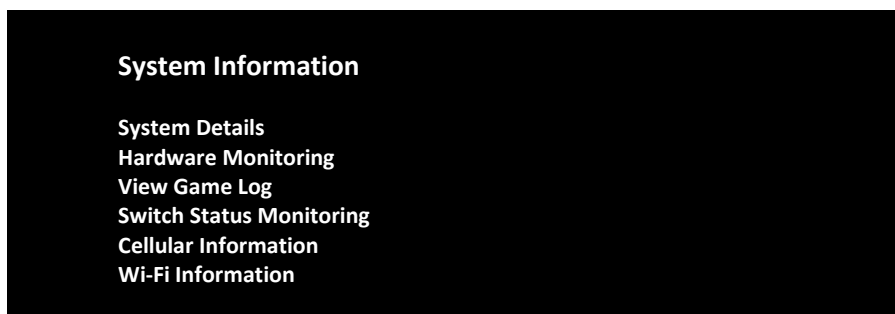 System Information
System Details
Hardware Monitoring
View Game Log
Switch Status Monitoring
Cellular Information
Wi-Fi Information